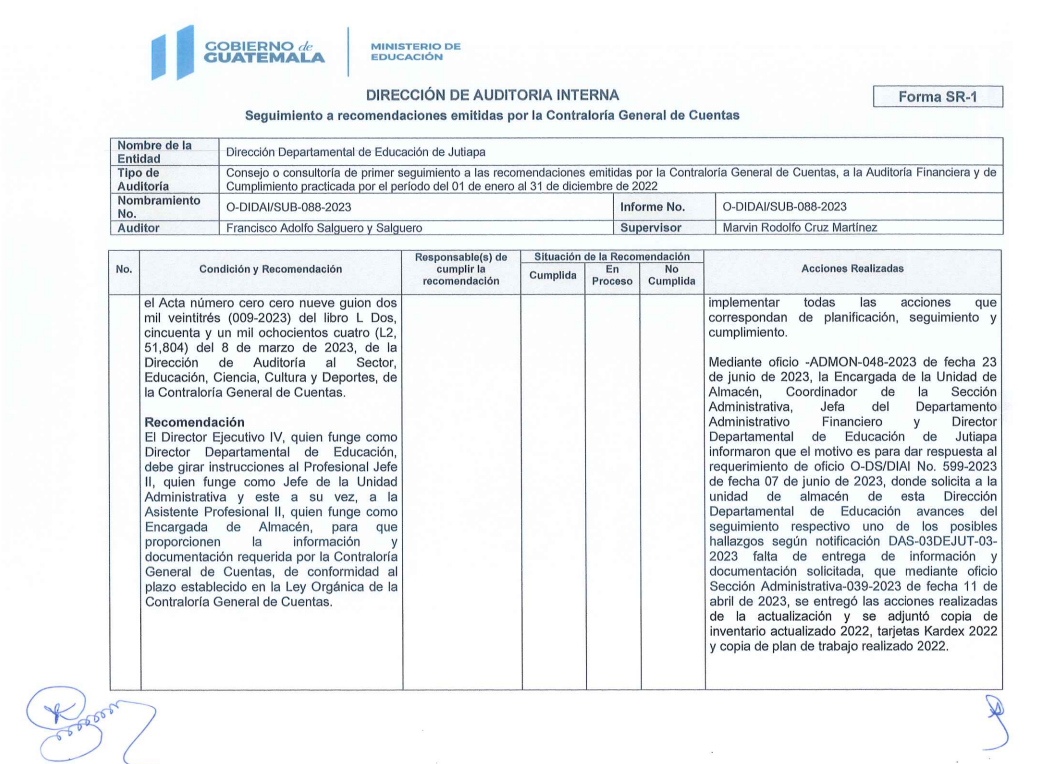 GOBIERNO de
GUATEMALA
MINISTERIO DE
EDUCACIÓN
DIRECCIÓN DE AUDITORIA INTERNA
Forma SR-1
Seguimiento a recomendaciones emitidas por la Contraloría General de Cuentas
Nombre de la
Entidad
Dirección Departamental de Educación de Jutiapa
Tipo de
Auditoría
Consejo o consultoría de primer seguimiento a las recomendaciones emitidas por la Contraloría General de Cuentas, a la Auditoría Financiera y de
Cumplimiento practicada por el período del 01 de enero al 31 de diciembre de 2022
Nombramiento
No.
O-DIDAI/SUB-088-2023
Informe No.
O-DIDAI/SUB-088-2023
Auditor
Francisco Adolfo Salguero y Salguero
Supervisor
Marvin Rodolfo Cruz Martínez
No.
Condición y Recomendación
Responsable(s) de
cumplir la
recomendación
Situación de la Recomendación
Cumplida
En
Proceso
No
Cumplida
Acciones Realizadas
el Acta número cero cero nueve guion dos
mil veintitrés (009-2023) del libro L Dos,
cincuenta y un mil ochocientos cuatro (L2,
51,804) del 8 de marzo de 2023, de la
Dirección de Auditoría al Sector,
Educación, Ciencia, Cultura y Deportes, de
la Contraloría General de Cuentas.
Recomendación
El Director Ejecutivo IV, quien funge como
Director Departamental de Educación,
debe girar instrucciones al Profesional Jefe
II, quien funge como Jefe de la Unidad
Administrativa y este a su vez, a la
Asistente Profesional II, quien funge como
Encargada de Almacén, para que
proporcionen la información y
documentación requerida por la Contraloría
General de Cuentas, de conformidad al
plazo establecido en la Ley Orgánica de la
Contraloría General de Cuentas.
implementar todas las acciones que
correspondan de planificación, seguimiento y
cumplimiento.
Mediante oficio -ADMON-048-2023 de fecha 23
de junio de 2023, la Encargada de la Unidad de
Almacén, Coordinador de la Sección
Administrativa, Jefa del Departamento
Administrativo Financiero y Director
Departamental de Educación de Jutiapa
informaron que el motivo es para dar respuesta al
requerimiento de oficio O-DS/DIAI No. 599-2023
de fecha 07 de junio de 2023, donde solicita a la
unidad de almacén de esta Dirección
Departamental de Educación avances del
seguimiento respectivo uno de los posibles
hallazgos según notificación DAS-03DEJUT-03-
2023 falta de entrega de información y
documentación solicitada, que mediante oficio
Sección Administrativa-039-2023 de fecha 11 de
abril de 2023, se entregó las acciones realizadas
de la actualización y se adjuntó copia de
inventario actualizado 2022, tarjetas Kardex 2022
y copia de plan de trabajo realizado 2022.